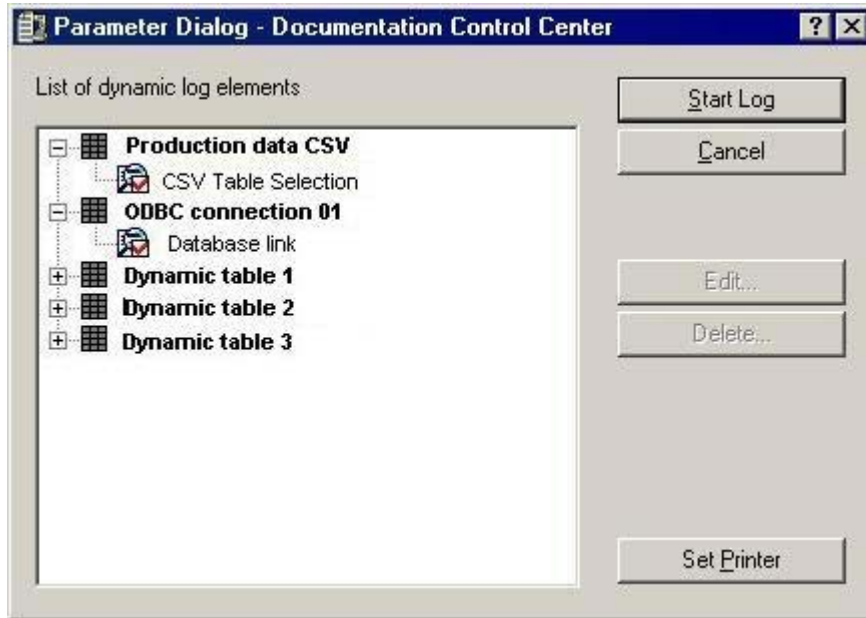 Parameter Dialog - Documentation Control Center
List of dynamic log elements
Start Log
Production data CSV
Cancel
CSV Table Selection
ODBC connection 01
Database link
Dynamic table 1
Edit...
Dynamic table 2
Delete...
Dynamic table 3
Set Printer